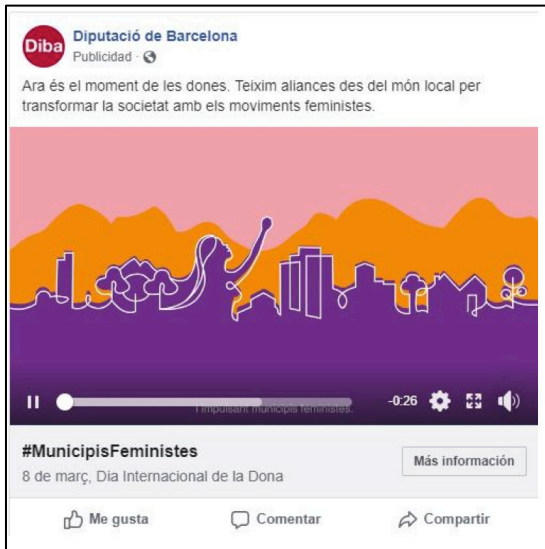 Diba
Diputació de Barcelona
Publicidad ·
Ara és el moment de les dones. Teixim aliances des del món local per
transformar la societat amb els moviments feministes.
-0:26
i impulsant municipis feministes.
#MunicipisFeministes
8 de març, Dia Internacional de la Dona
Más información
Me gusta
Comentar
Compartir